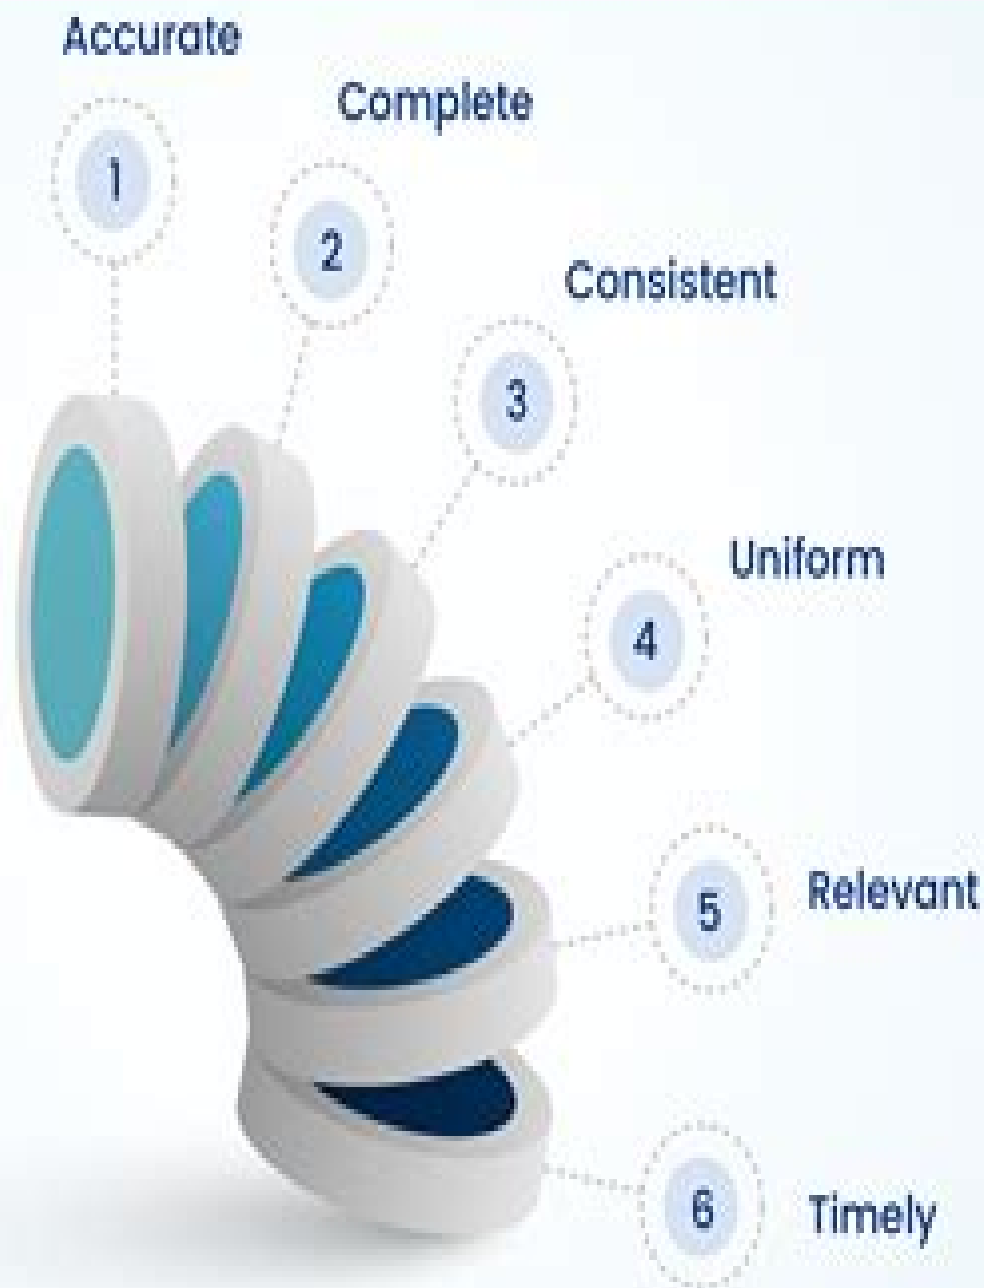 Accurate
1
Complete
2
Consistent
3
Uniform
4
Relevant
5
Timely
6